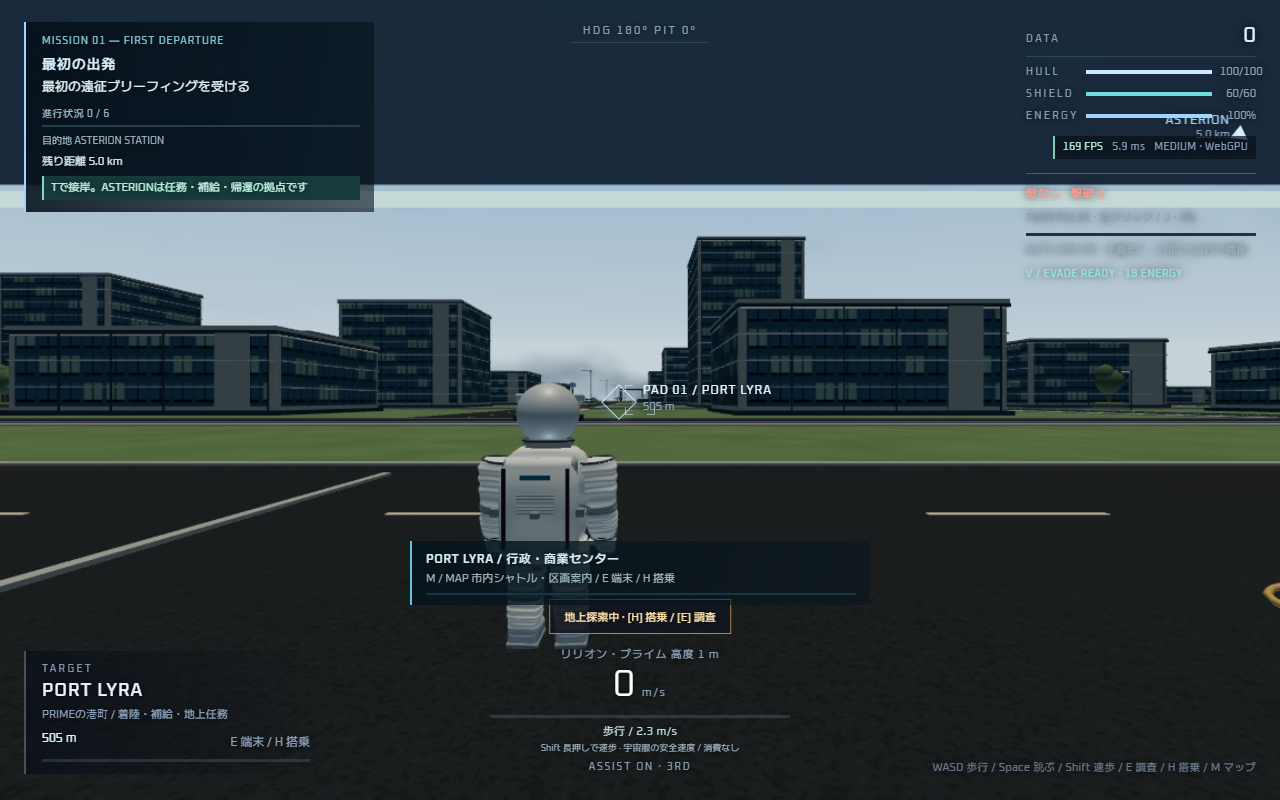 MISSION 01 — FIRST DEPARTURE
最初の出発
最初の遠征ブリーフィングを受ける
進行状況 0 / 6
目的地 ASTERION STATION
残り距離 5.0 km
Tで接岸。ASTERIONは任務・補給・帰還の拠点です
HDG 180° PIT 0°
DATA 0
HULL 100/100
SHIELD 60/60
ENERGY 100%
ASTERION
5.0 km
169 FPS 5.9 ms MEDIUM · WebGPU
V / EVADE READY · 18 ENERGY
PAD 01 / PORT LYRA
505 m
PORT LYRA / 行政・商業センター
M / MAP 市内シャトル・区画案内 / E 端末 / H 搭乗
地上探索中 · [H] 搭乗 / [E] 調査
リリオン・プライム 高度 1 m
0 m/s
歩行 / 2.3 m/s
Shift 長押しで速歩 · 宇宙服の安全速度 / 消費なし
ASSIST ON · 3RD
TARGET
PORT LYRA
PRIMEの港町 / 着陸・補給・地上任務
505 m
E 端末 / H 搭乗
WASD 歩行 / Space 跳ぶ / Shift 速歩 / E 調査 / H 搭乗 / M マップ